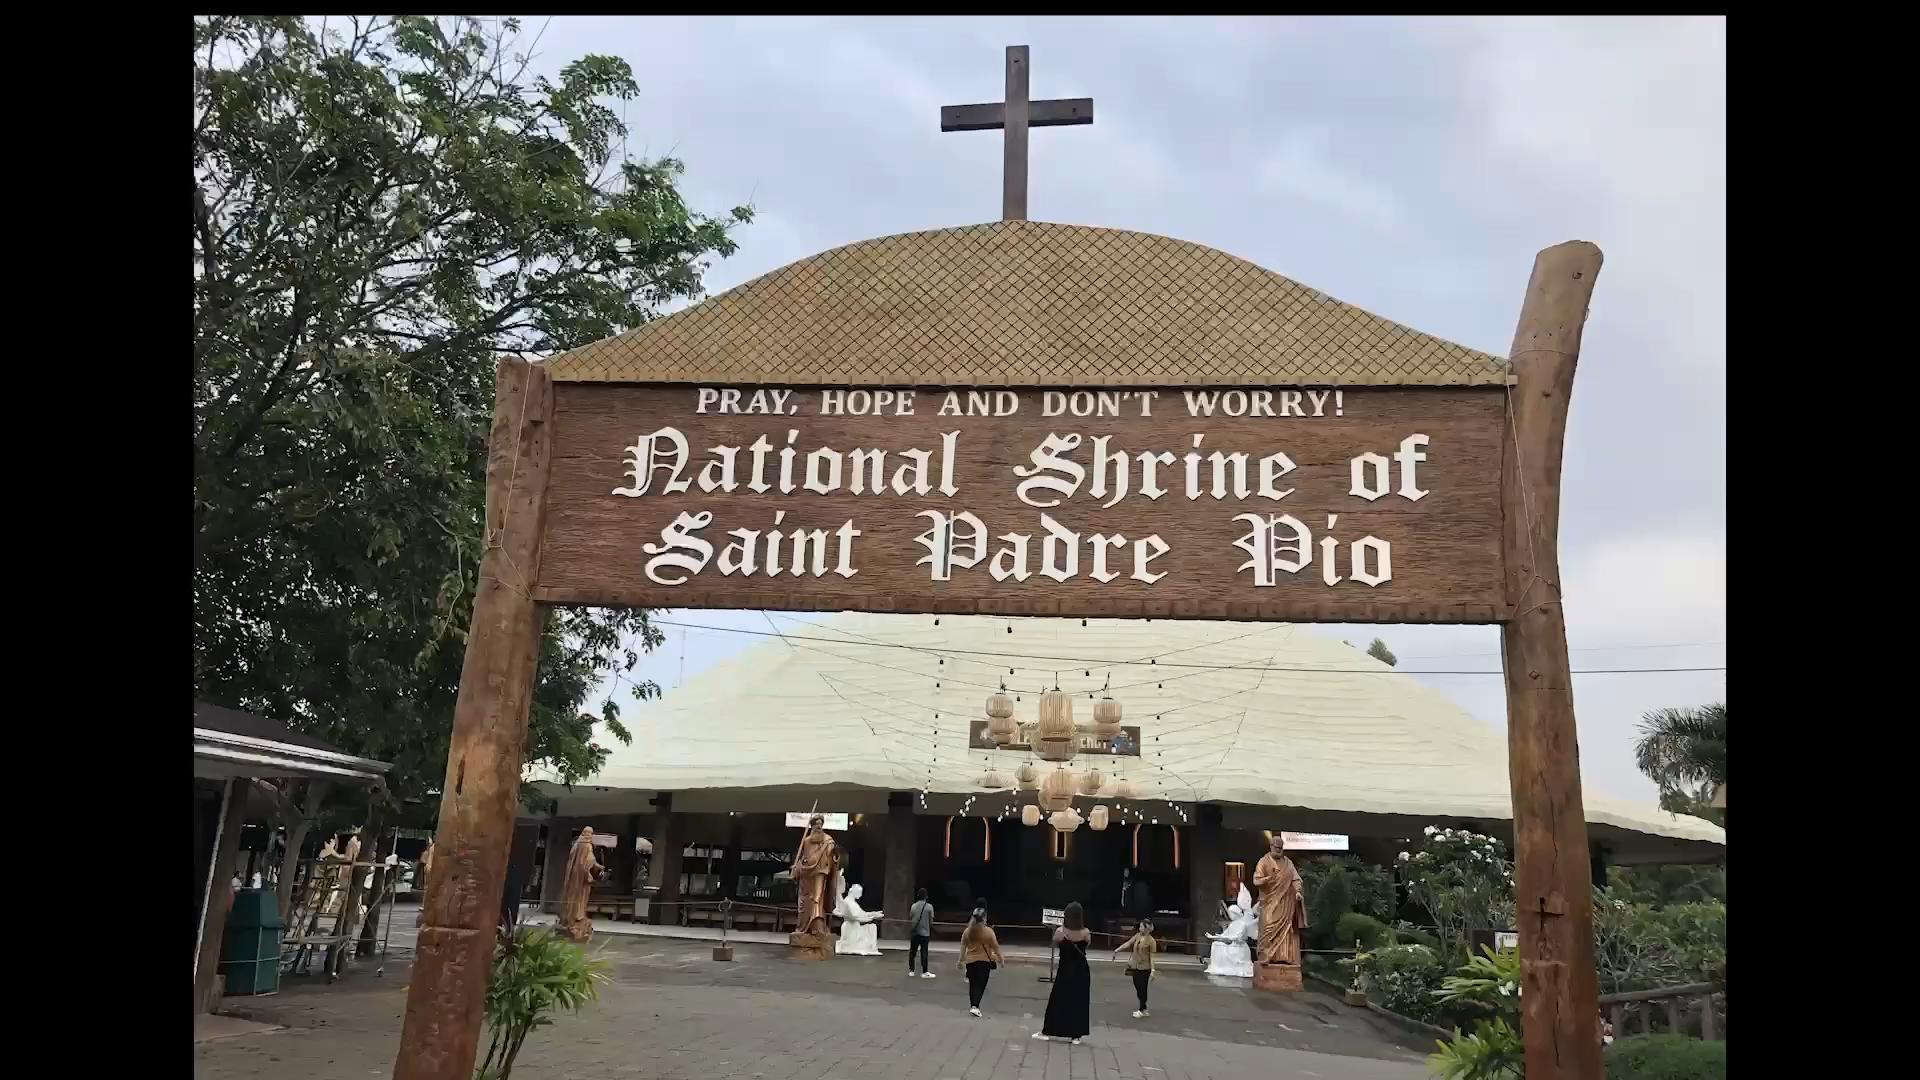 PRAY, HOPE AND DON'T WORRY!
National Shrine of
Saint Padre Pio